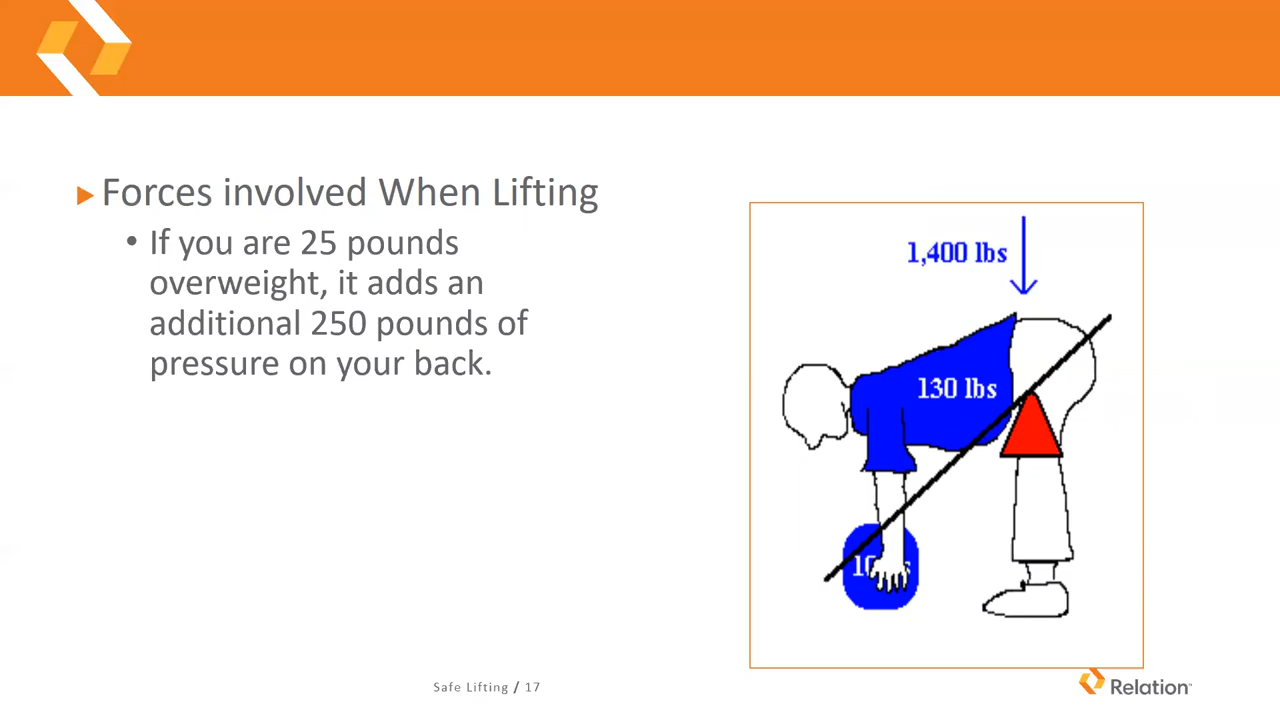 Forces involved When Lifting
• If you are 25 pounds
overweight, it adds an
additional 250 pounds of
pressure on your back.
1,400 lbs
130 lbs
Safe Lifting / 17
Relation™